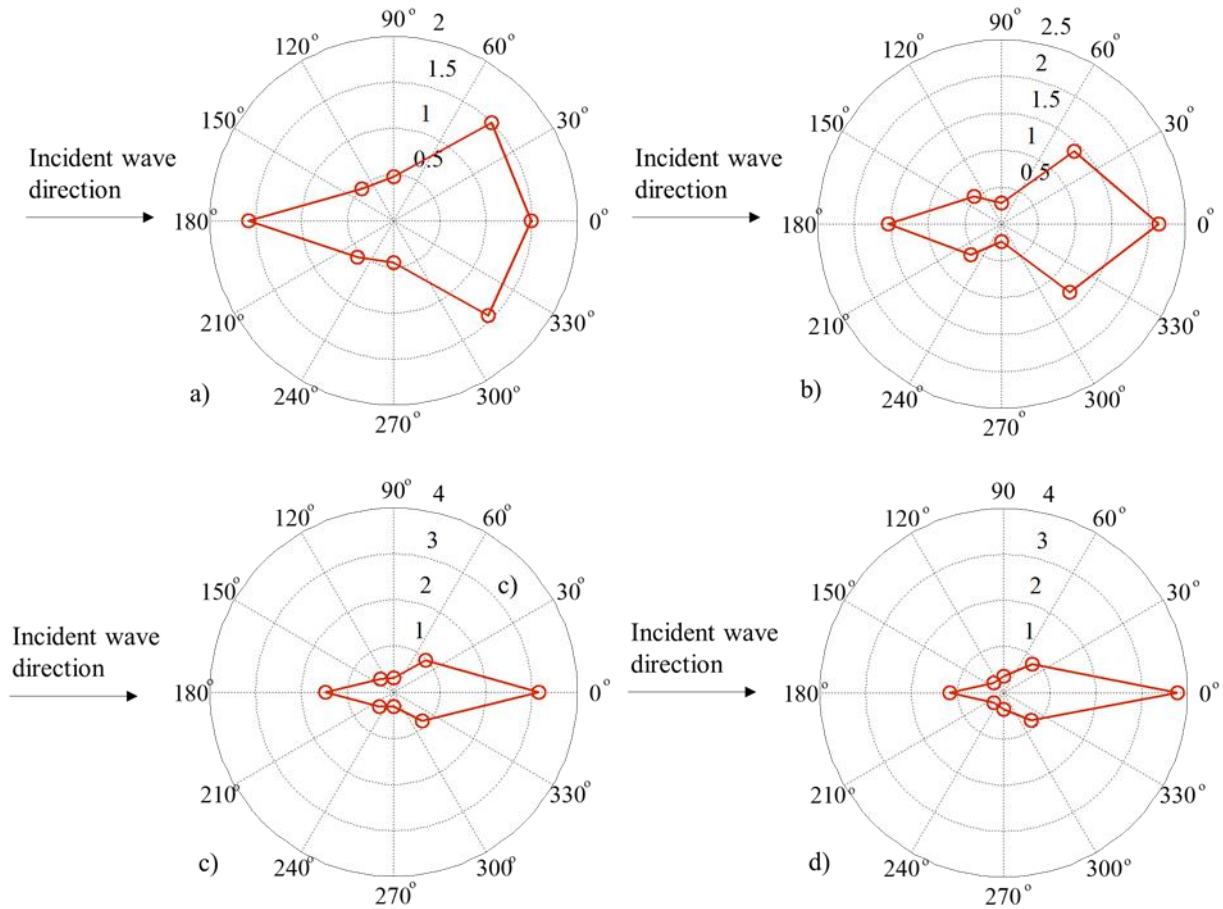 90° 2
120° 60°
1.5
150° 1 30°
Incident wave
direction
0.5
180° 0°
210° 330°
a) 240° 300°
270°
90° 2.5
120° 60°
2
150° 1.5 30°
Incident wave
direction
1
0.5
180° 0°
210° 330°
b) 240° 300°
270°
90° 4
120° 60°
3
150° 2 c) 30°
Incident wave
direction
1
180° 0°
210° 330°
c) 240° 300°
270°
90 4
120° 60°
3
150° 2 30°
Incident wave
direction
1
180° 0°
210° 330°
d) 240° 300°
270°